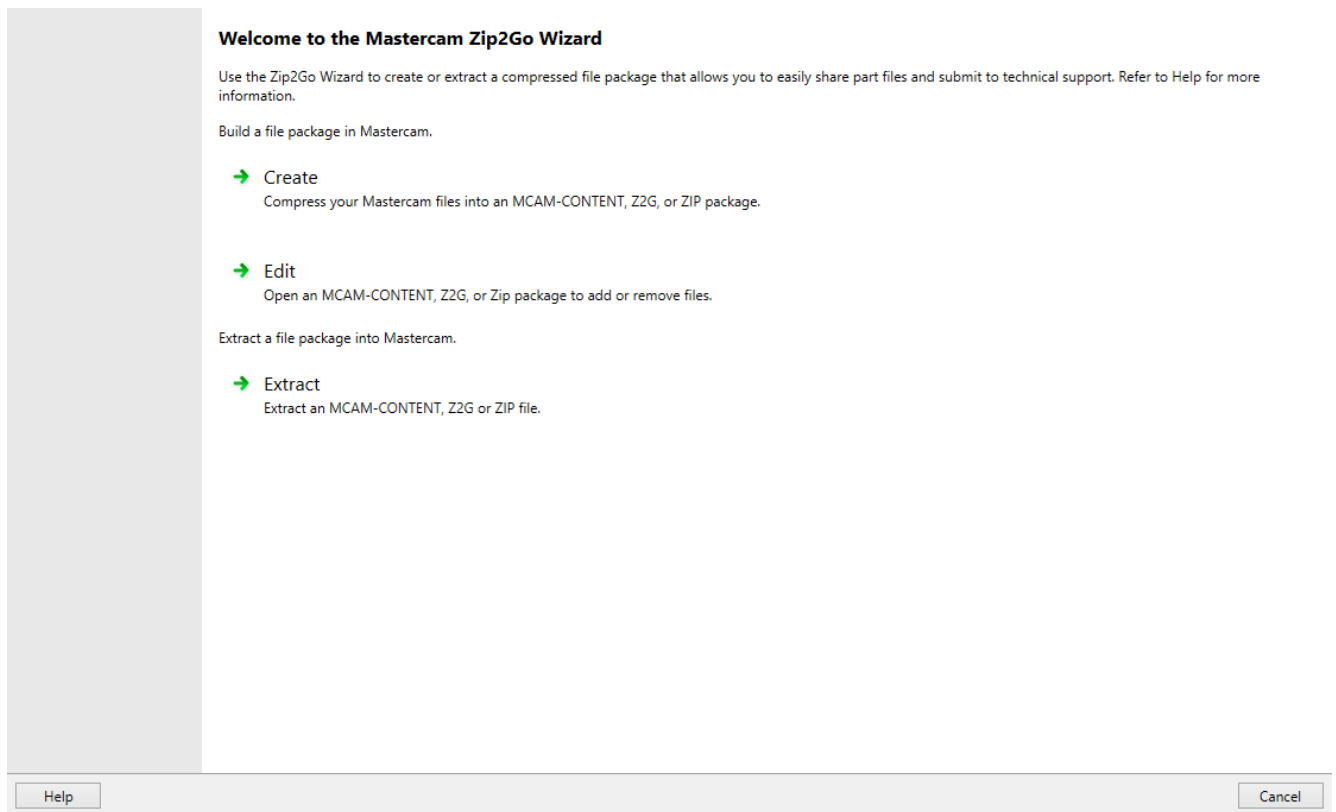 Welcome to the Mastercam Zip2Go Wizard
Use the Zip2Go Wizard to create or extract a compressed file package that allows you to easily share part files and submit to technical support. Refer to Help for more
information.
Build a file package in Mastercam.
Create
Compress your Mastercam files into an MCAM-CONTENT, Z2G, or ZIP package.
Edit
Open an MCAM-CONTENT, Z2G, or Zip package to add or remove files.
Extract a file package into Mastercam.
Extract
Extract an MCAM-CONTENT, Z2G or ZIP file.
Help
Cancel